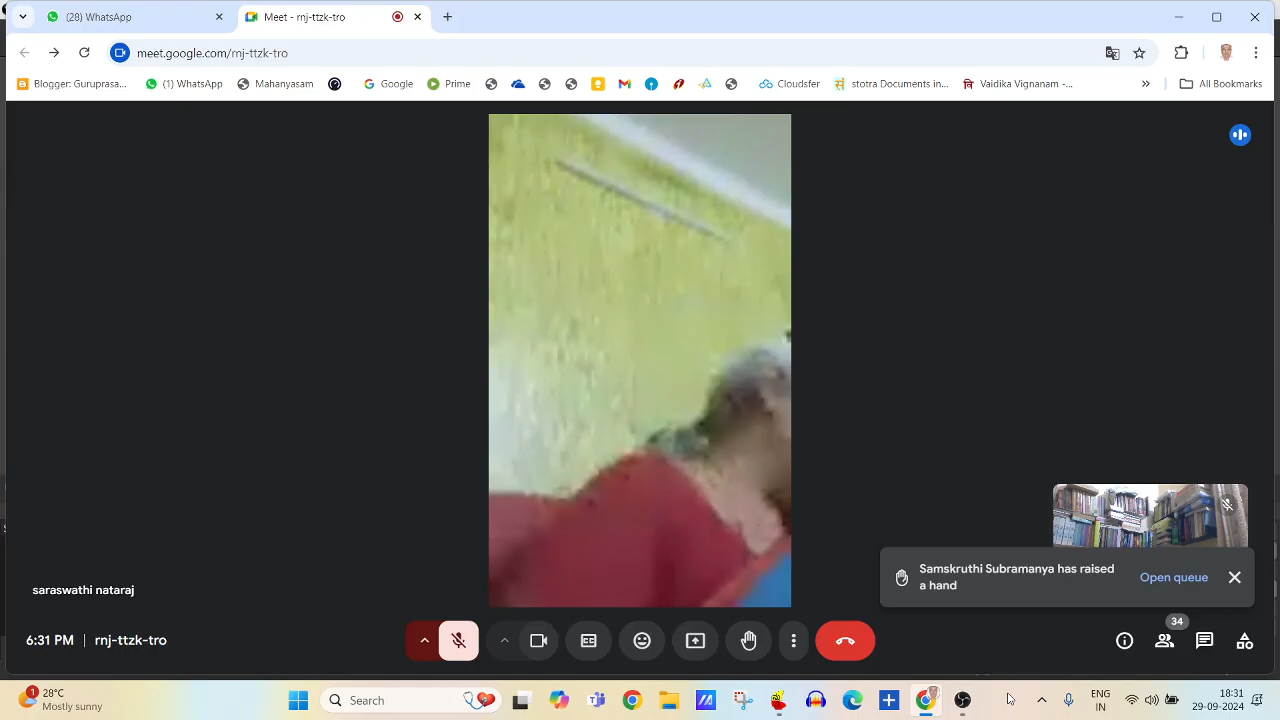 (28) WhatsApp
Meet - rnj-ttzk-tro
meet.google.com/rnj-ttzk-tro
Blogger: Guruprasa...
(1) WhatsApp
Mahanyasam
Google
Prime
Cloudsfer
stotra Documents in...
Vaidika Vignanam -...
All Bookmarks
Samskruthi Subramanya has raised
a hand
Open queue
saraswathi nataraj
6:31 PM
rnj-ttzk-tro
34
1
28°C
Mostly sunny
Search
ENG
IN
18:31
29-09-2024